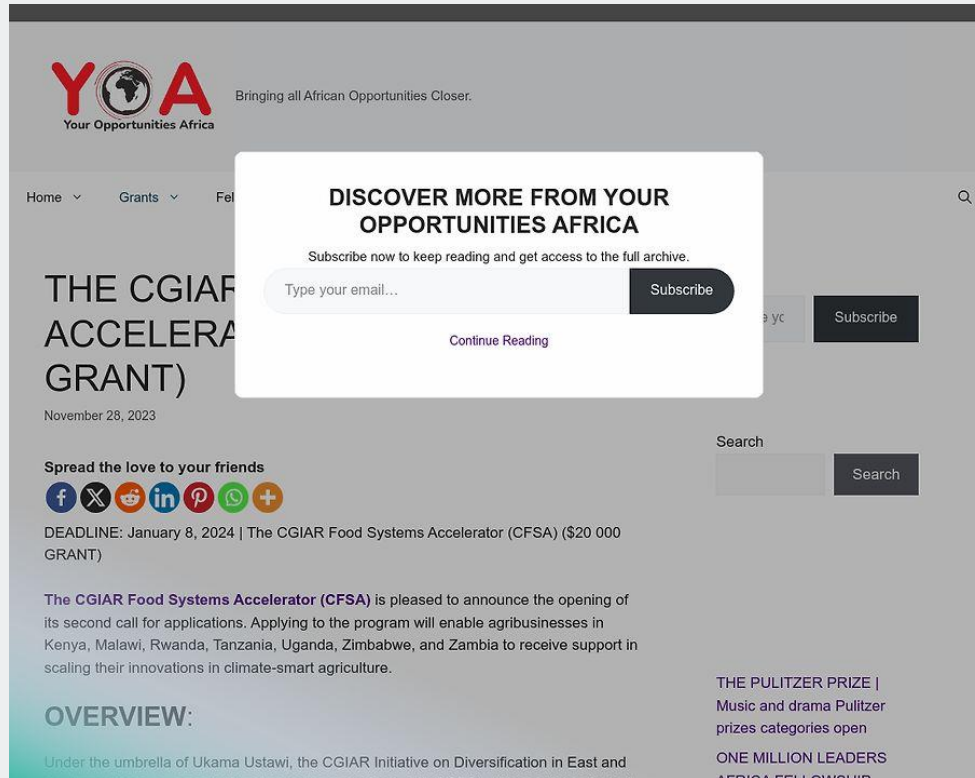 YOA
Your Opportunities Africa
Bringing all African Opportunities Closer.
Home
Grants
Fel
DISCOVER MORE FROM YOUR
OPPORTUNITIES AFRICA
Subscribe now to keep reading and get access to the full archive.
Type your email...
Subscribe
Continue Reading
THE CGIAR
ACCELERA
GRANT)
November 28, 2023
Subscribe
Search
Search
Spread the love to your friends
DEADLINE: January 8, 2024 | The CGIAR Food Systems Accelerator (CFSA) ($20 000
GRANT)
The CGIAR Food Systems Accelerator (CFSA) is pleased to announce the opening of
its second call for applications. Applying to the program will enable agribusinesses in
Kenya, Malawi, Rwanda, Tanzania, Uganda, Zimbabwe, and Zambia to receive support in
scaling their innovations in climate-smart agriculture.
OVERVIEW:
Under the umbrella of Ukama Ustawi, the CGIAR Initiative on Diversification in East and
THE PULITZER PRIZE |
Music and drama Pulitzer
prizes categories open
ONE MILLION LEADERS
AFRICA FELLOWSHIP